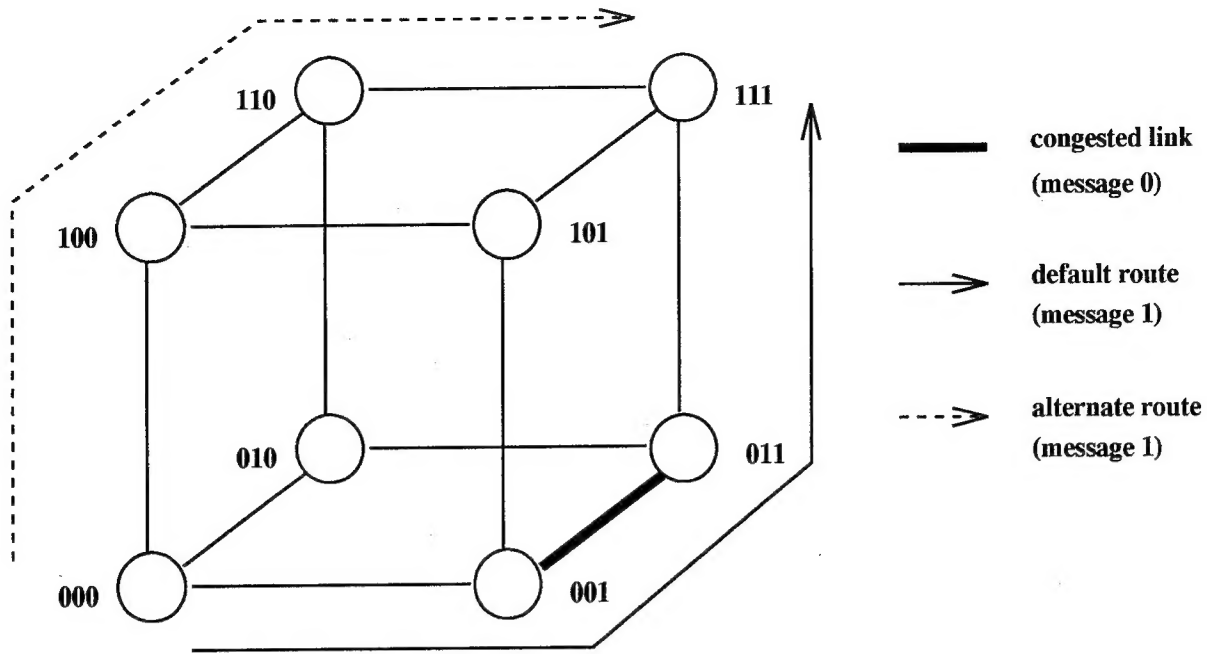 110
111
100
101
010
011
000
001
congested link
(message 0)
default route
(message 1)
alternate route
(message 1)